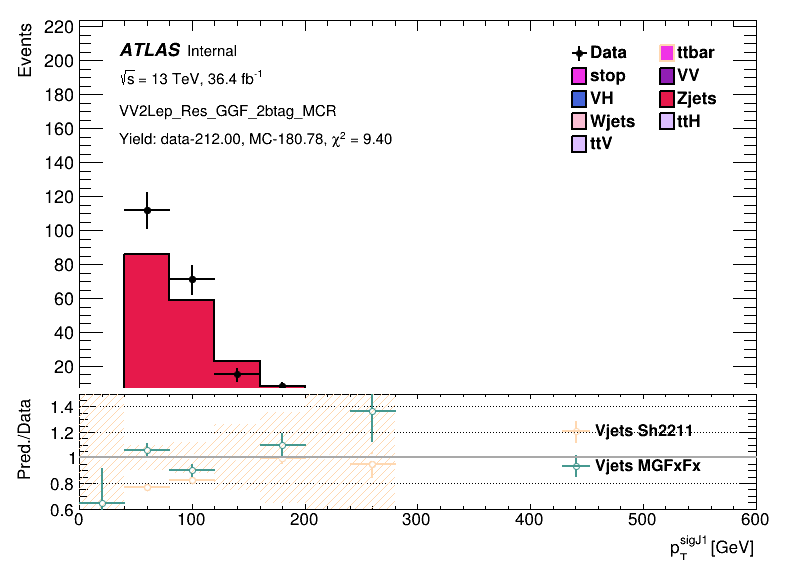 Events
220
200
180
160
140
120
100
80
60
40
20
ATLAS Internal
√s = 13 TeV, 36.4 fb⁻¹
VV2Lep_Res_GGF_2btag_MCR
Yield: data-212.00, MC-180.78, χ² = 9.40
Data ttbar
stop VV
VH Zjets
Wjets ttH
ttV
Pred./Data
1.4
1.2
1
0.8
0.6
Vjets Sh2211
Vjets MGFxFx
0 100 200 300 400 500 600
p_T^sigJ1 [GeV]